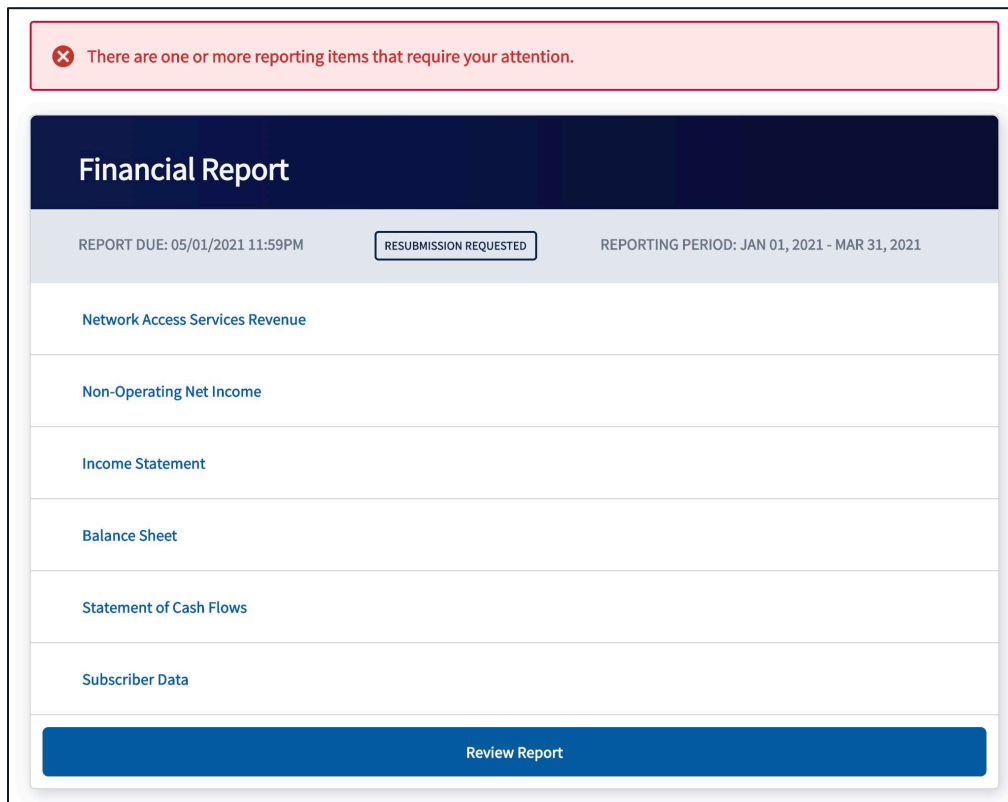 There are one or more reporting items that require your attention.
Financial Report
REPORT DUE: 05/01/2021 11:59PM RESUBMISSION REQUESTED REPORTING PERIOD: JAN 01, 2021 - MAR 31, 2021
Network Access Services Revenue
Non-Operating Net Income
Income Statement
Balance Sheet
Statement of Cash Flows
Subscriber Data
Review Report